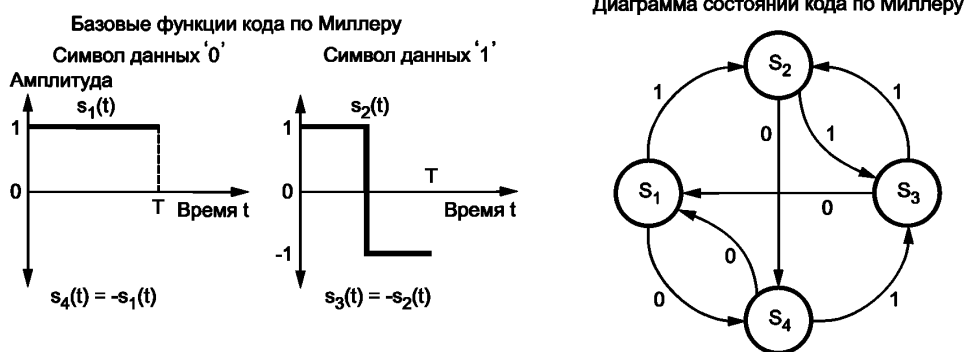 Базовые функции кода по Миллеру
Символ данных ‘0’
Символ данных ‘1’
Амплитуда
s₁(t)
1
0
T
Время t
s₄(t) = -s₁(t)
s₂(t)
1
0
-1
T
Время t
s₃(t) = -s₂(t)
Диаграмма состояний кода по Миллеру
S₂
1
1
0
1
S₁
S₃
0
0
0
1
S₄